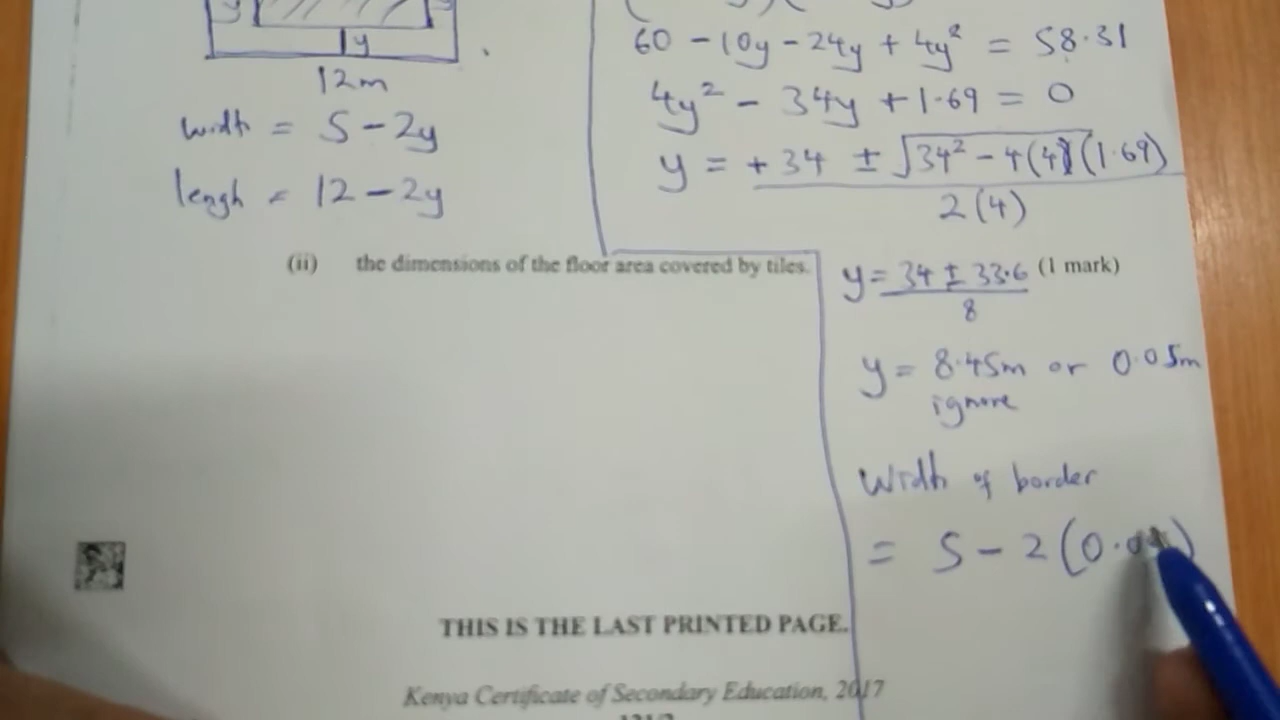 y
y
12m
width = 5 - 2y
lengh = 12 - 2y
60 - 10y - 24y + 4y² = 58.31
4y² - 34y + 1.69 = 0
y = +34 ± √34² - 4(4)(1.69)
2(4)
(ii) the dimensions of the floor area covered by tiles. (1 mark)
y = 34 ± 33.6
8
y = 8.45m or 0.05m
ignore
Width of border
= 5 - 2(0.0
THIS IS THE LAST PRINTED PAGE.
Kenya Certificate of Secondary Education, 2017